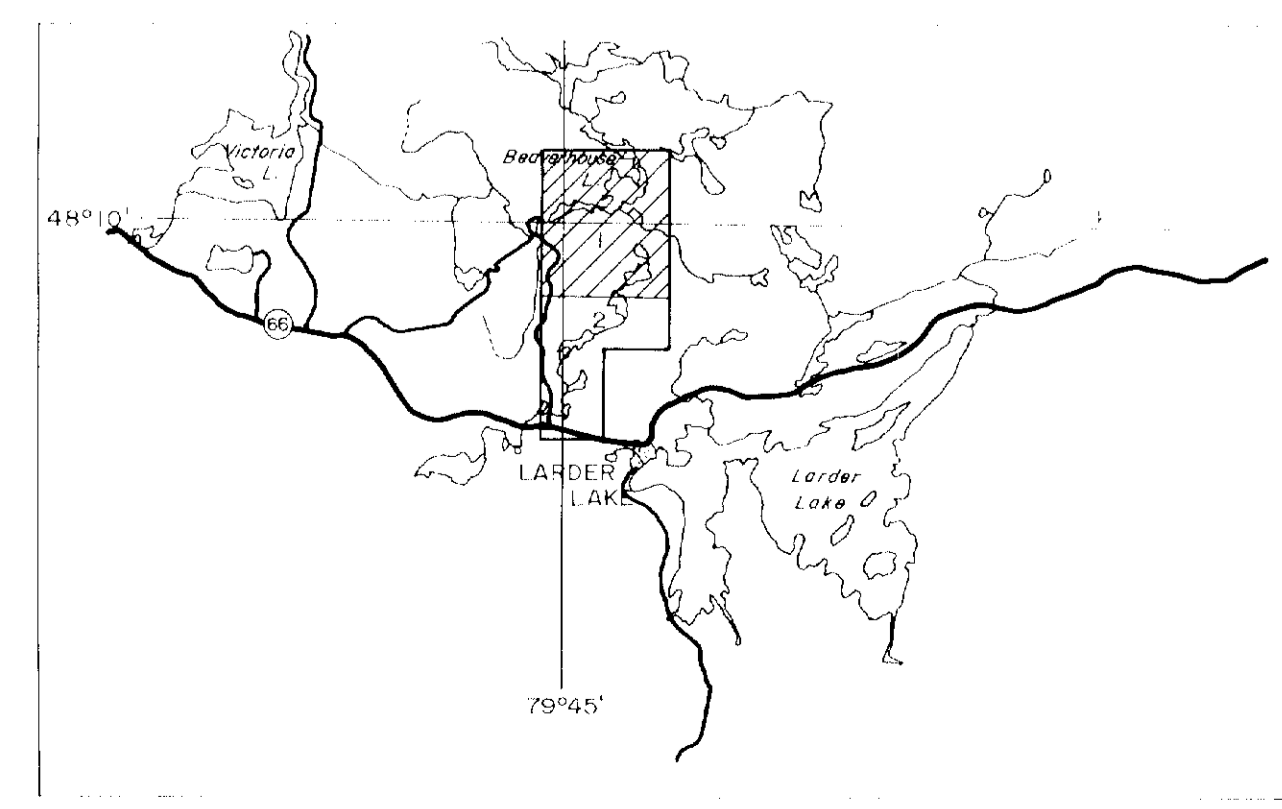 Victoria
L.
Beaverhouse
L.
48°10'
1
66
2
LARDER
LAKE
Larder
Lake
79°45'